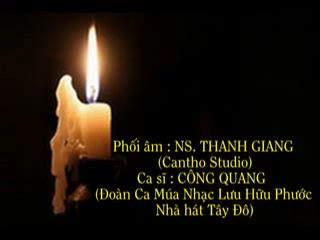 Phối âm : NS. THANH GIANG
(Cantho Studio)
Ca sĩ : CÔNG QUANG
(Đoàn Ca Múa Nhạc Lưu Hữu Phước
Nhà hát Tây Đô)